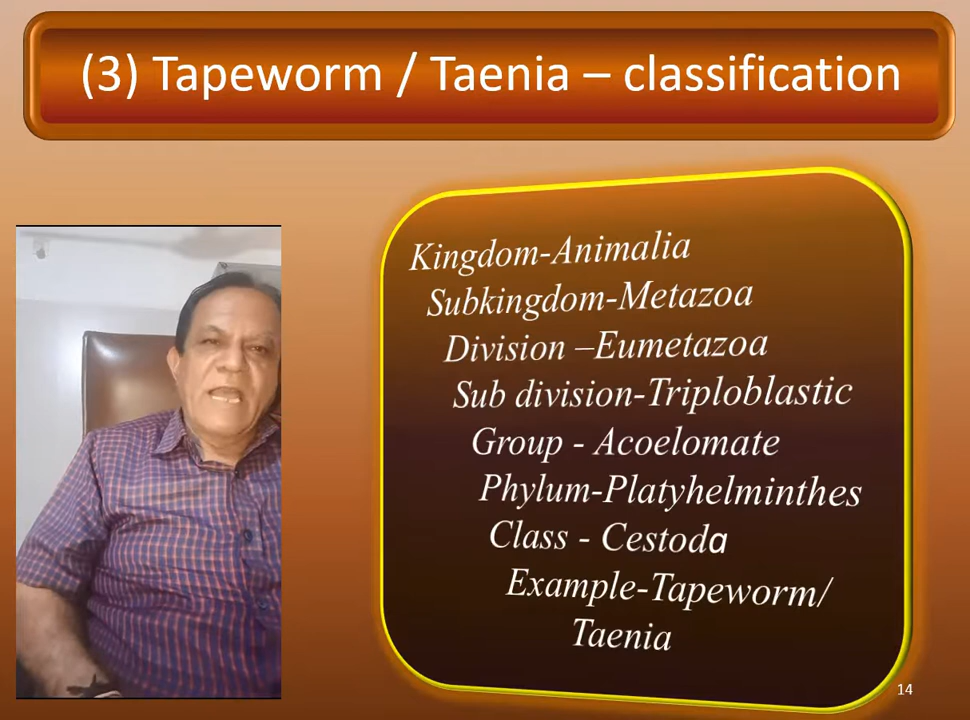 (3) Tapeworm / Taenia – classification
Kingdom-Animalia
Subkingdom-Metazoa
Division –Eumetazoa
Sub division-Triploblastic
Group - Acoelomate
Phylum-Platyhelminthes
Class - Cestoda
Example-Tapeworm/
Taenia
14